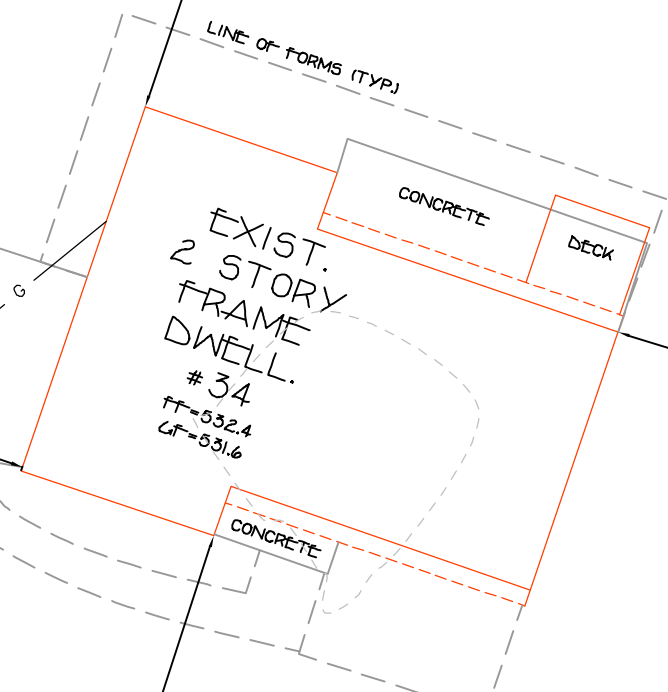 LINE OF FORMS (TYP.)
CONCRETE
DECK
EXIST.
2 STORY
FRAME
DWELL.
#34
FF=532.4
GF=531.6
G
CONCRETE